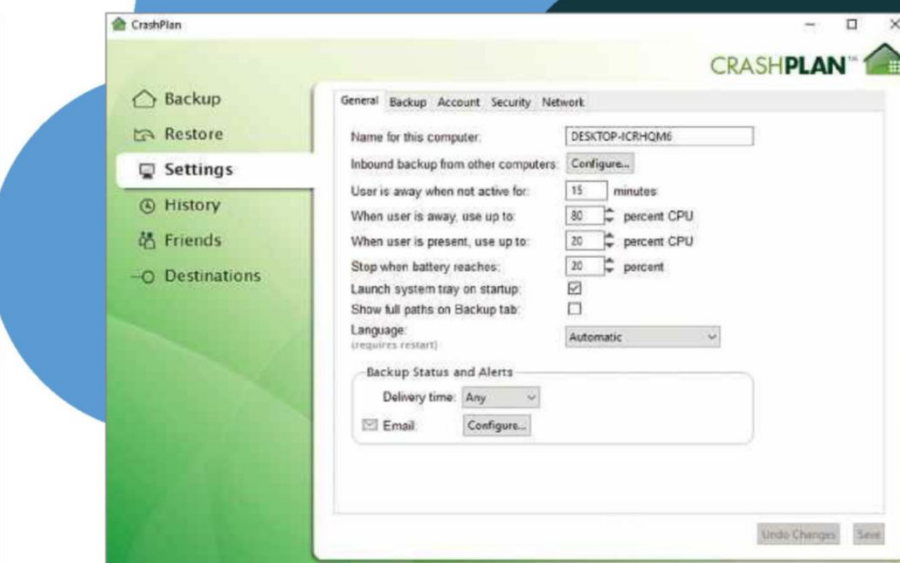 CrashPlan
CRASHPLAN™
Backup
Restore
Settings
History
Friends
Destinations
General Backup Account Security Network
Name for this computer: DESKTOP-ICRHQM6
Inbound backup from other computers: Configure...
User is away when not active for: 15 minutes
When user is away, use up to: 80 percent CPU
When user is present, use up to: 20 percent CPU
Stop when battery reaches: 20 percent
Launch system tray on startup:
Show full paths on Backup tab:
Language: Automatic
(requires restart)
Backup Status and Alerts
Delivery time: Any
Email: Configure...
Undo Changes Save